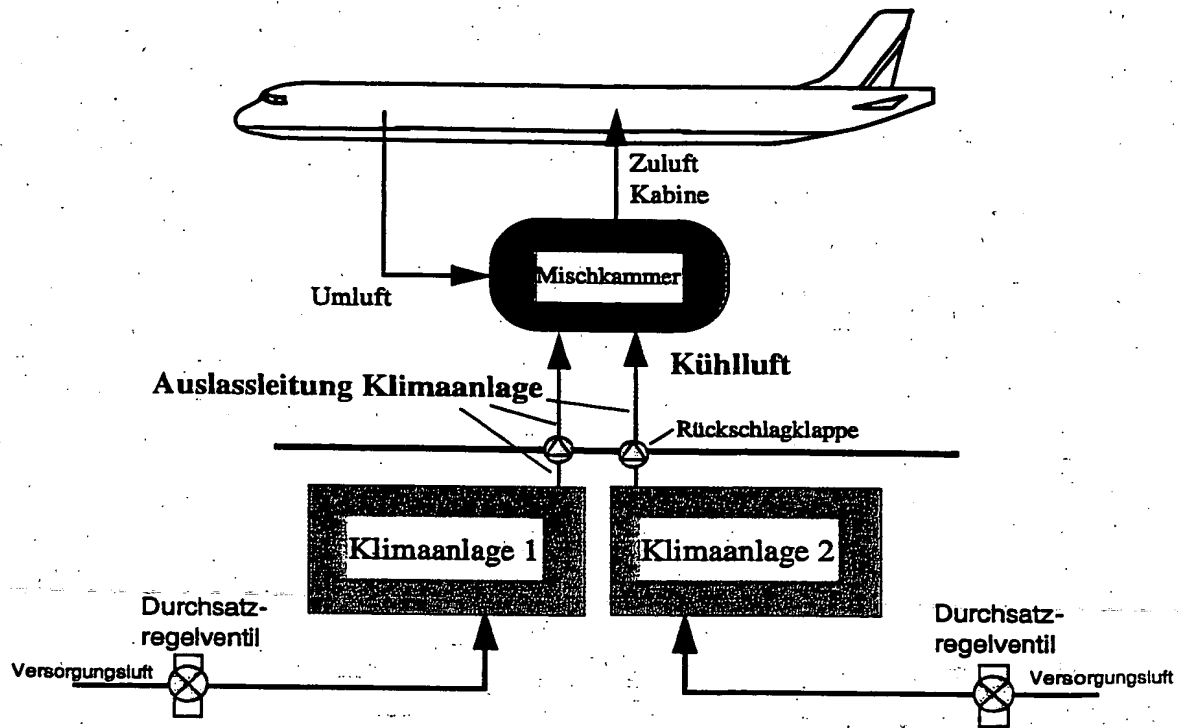 Zuluft
Kabine
Mischkammer
Umluft
Kühlluft
Auslassleitung Klimaanlage
Rückschlagklappe
Klimaanlage 1
Klimaanlage 2
Durchsatz-
regelventil
Versorgungsluft
Durchsatz-
regelventil
Versorgungsluft